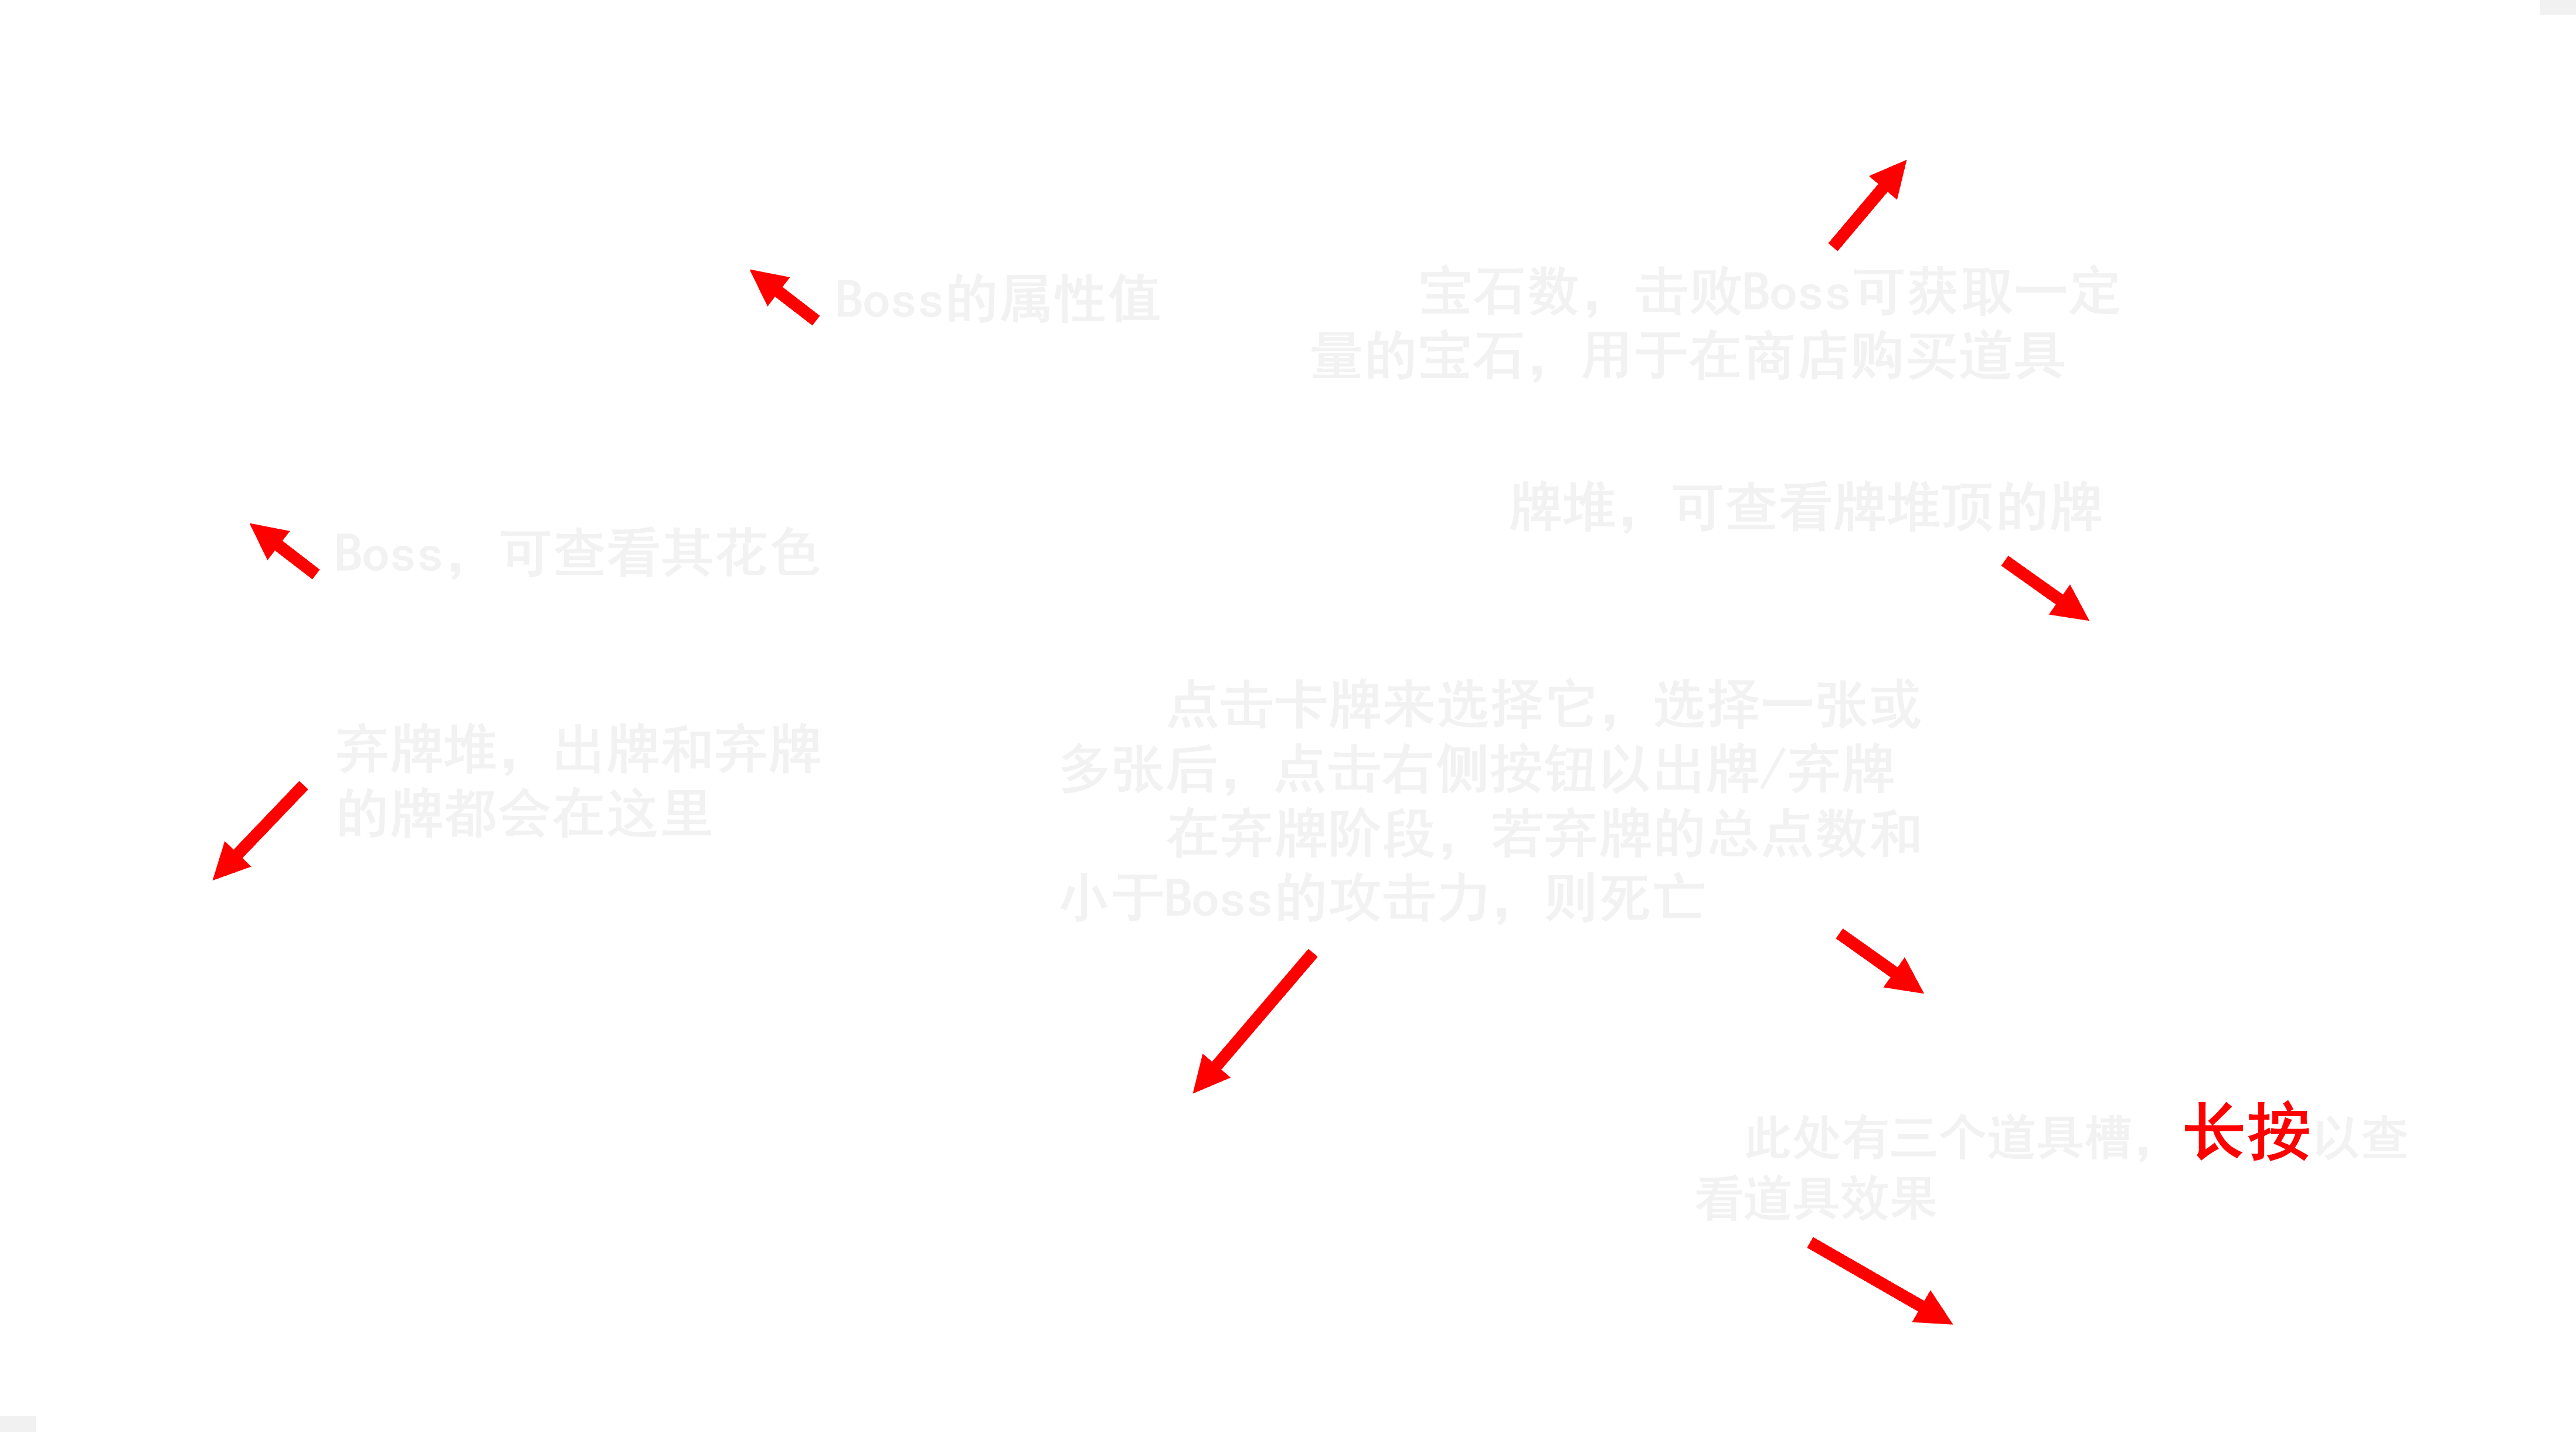 Boss的属性值
宝石数，击败Boss可获取一定
量的宝石，用于在商店购买道具
牌堆，可查看牌堆顶的牌
Boss，可查看其花色
弃牌堆，出牌和弃牌
的牌都会在这里
点击卡牌来选择它，选择一张或
多张后，点击右侧按钮以出牌/弃牌
在弃牌阶段，若弃牌的总点数和
小于Boss的攻击力，则死亡
此处有三个道具槽，长按以查
看道具效果